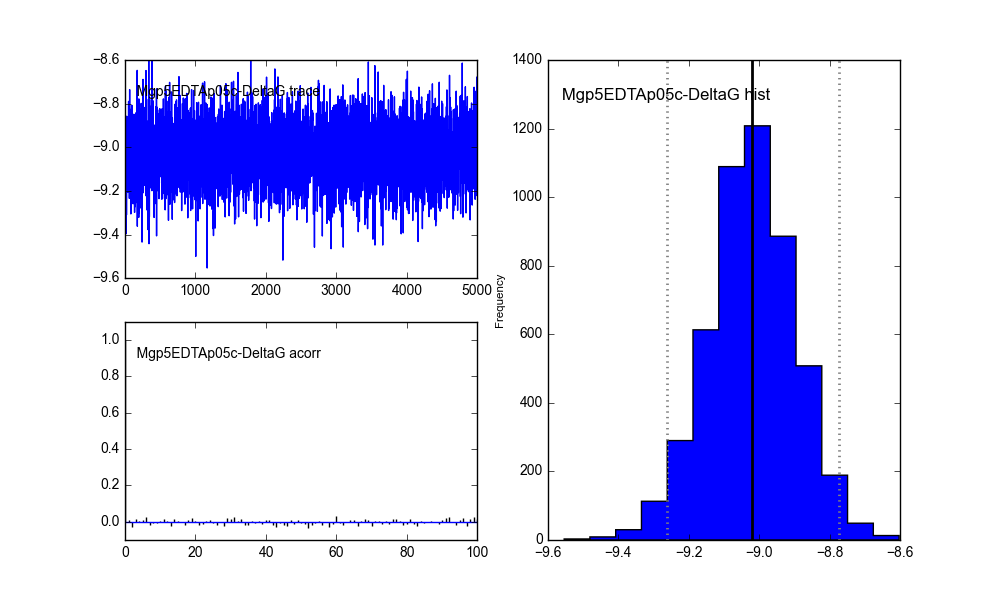 −8.6
−8.8
−9.0
−9.2
−9.4
−9.6
Mgp5EDTAp05c-DeltaG trace
0 1000 2000 3000 4000 5000
1.0
0.8
0.6
0.4
0.2
0.0
Mgp5EDTAp05c-DeltaG acorr
0 20 40 60 80 100
Frequency
1400
1200
1000
800
600
400
200
0
Mgp5EDTAp05c-DeltaG hist
−9.6 −9.4 −9.2 −9.0 −8.8 −8.6